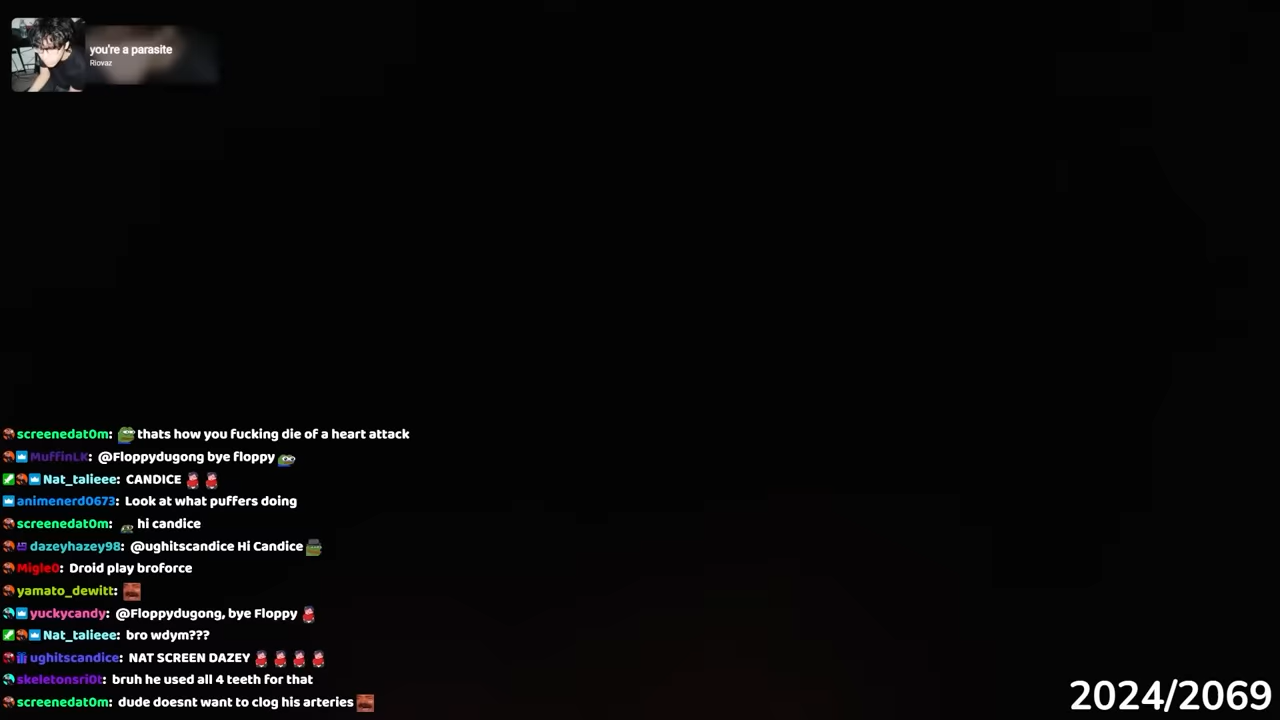 you're a parasite
Riovaz
screenedat0m: thats how you fucking die of a heart attack
MuffinLK: @Floppydugong bye floppy
Nat_talieee: CANDICE
animenerd0673: Look at what puffers doing
screenedat0m: hi candice
dazeyhazey98: @ughitscandice Hi Candice
Migle0: Droid play broforce
yamato_dewitt:
yuckycandy: @Floppydugong, bye Floppy
Nat_talieee: bro wdym???
ughitscandice: NAT SCREEN DAZEY
skeletonsri0t: bruh he used all 4 teeth for that
screenedat0m: dude doesnt want to clog his arteries
2024/2069